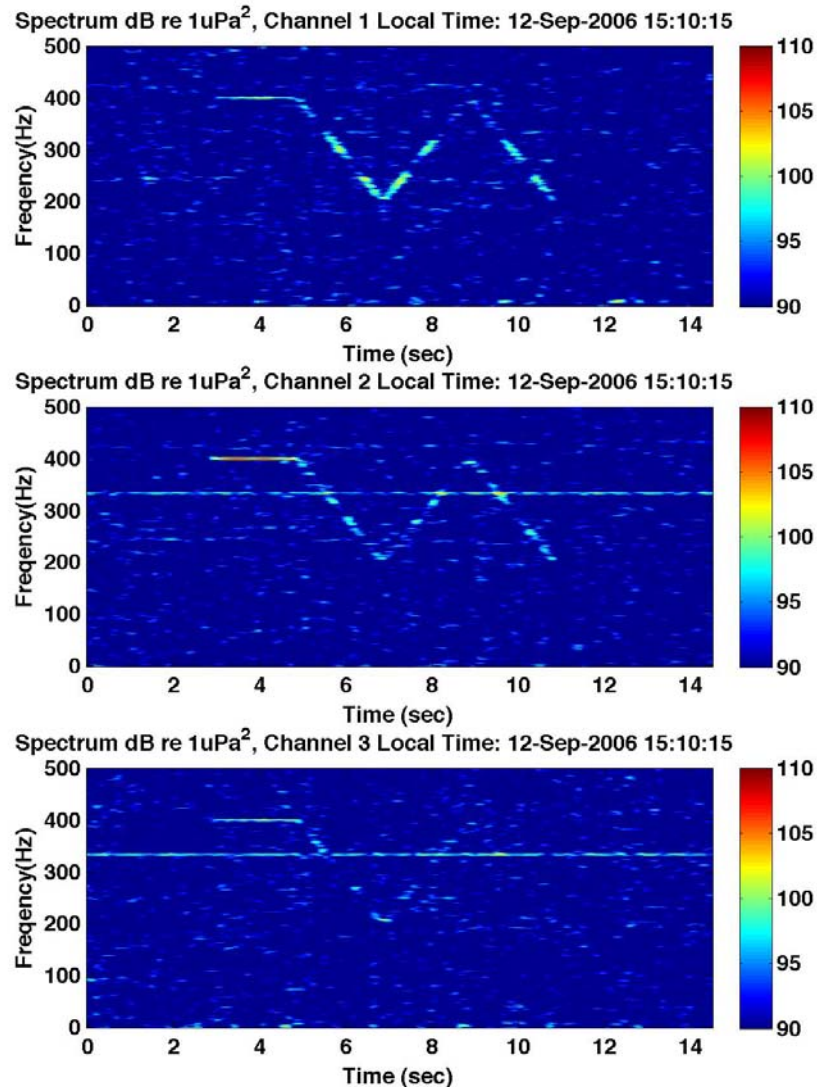 Spectrum dB re 1uPa², Channel 1 Local Time: 12-Sep-2006 15:10:15
500
400
300
200
100
0
Freqency(Hz)
0 2 4 6 8 10 12 14
Time (sec)
110
105
100
95
90
Spectrum dB re 1uPa², Channel 2 Local Time: 12-Sep-2006 15:10:15
500
400
300
200
100
0
Freqency(Hz)
0 2 4 6 8 10 12 14
Time (sec)
110
105
100
95
90
Spectrum dB re 1uPa², Channel 3 Local Time: 12-Sep-2006 15:10:15
500
400
300
200
100
0
Freqency(Hz)
0 2 4 6 8 10 12 14
Time (sec)
110
105
100
95
90